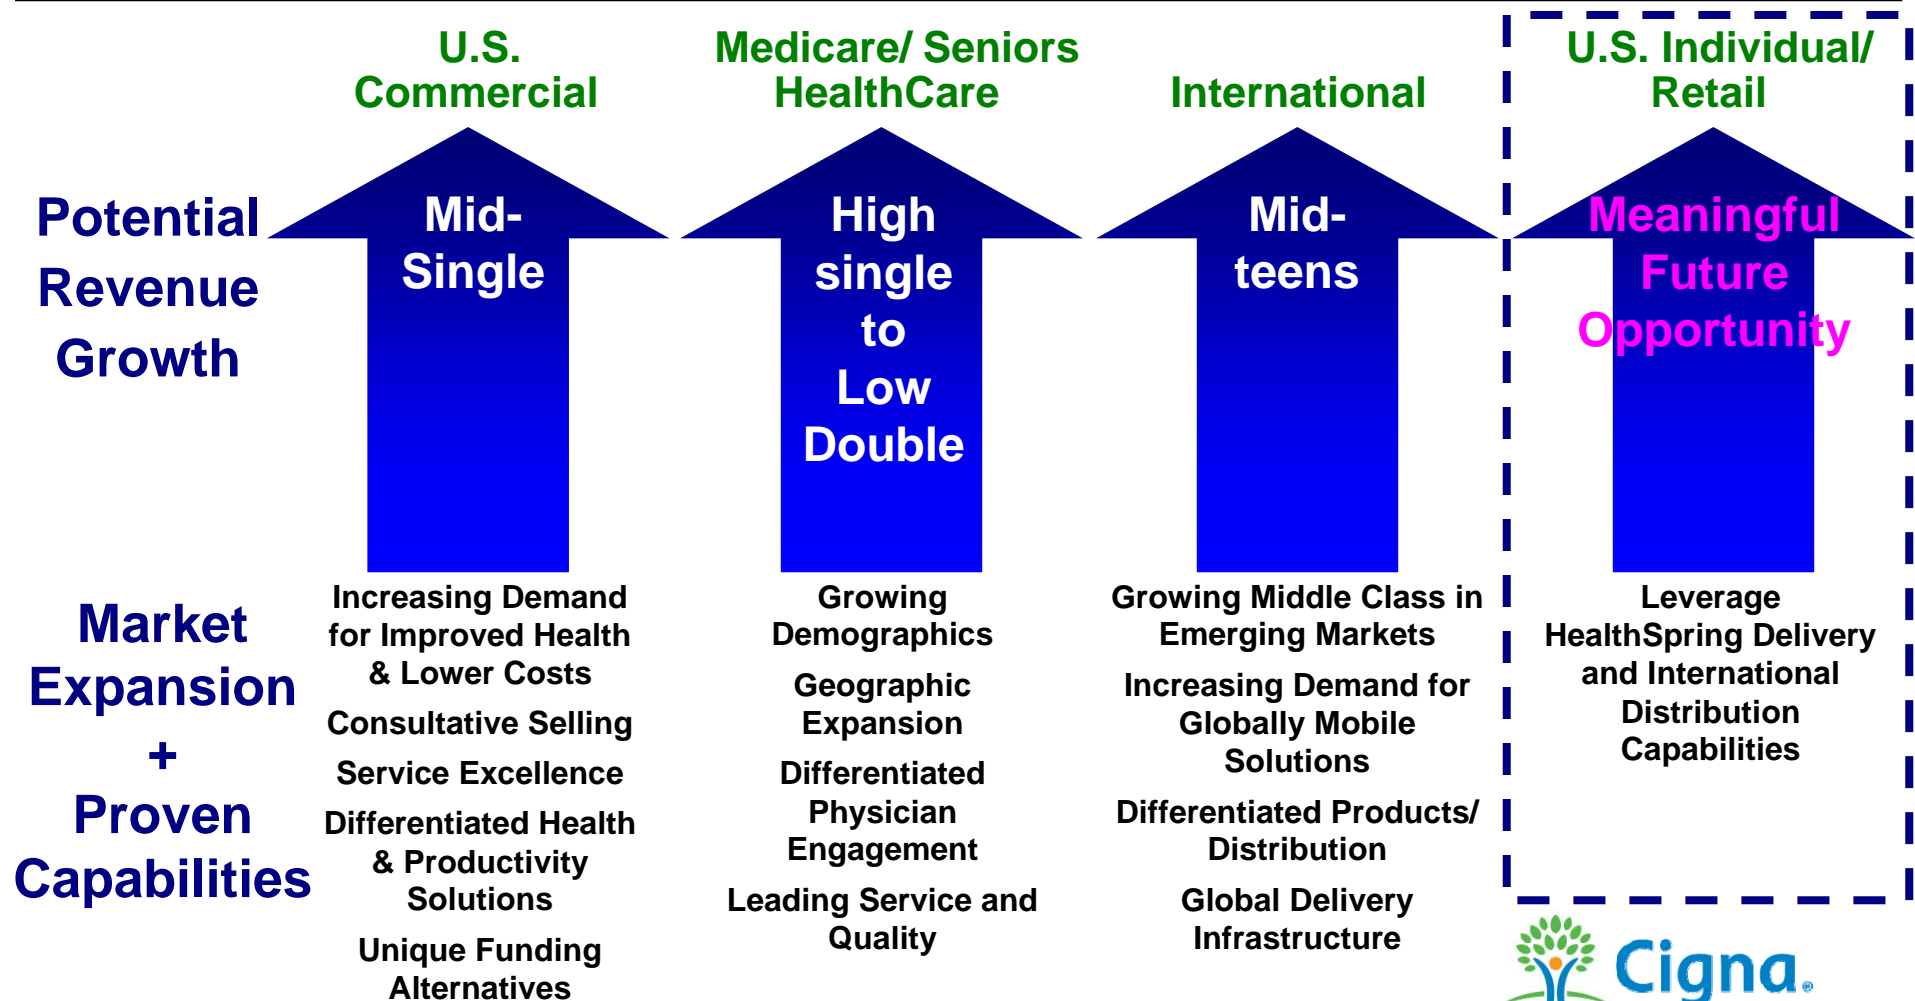 U.S.
Commercial
Medicare/ Seniors
HealthCare
International
U.S. Individual/
Retail
Potential
Revenue
Growth
Mid-
Single
High
single
to
Low
Double
Mid-
teens
Meaningful
Future
Opportunity
Market
Expansion
+
Proven
Capabilities
Increasing Demand
for Improved Health
& Lower Costs
Consultative Selling
Service Excellence
Differentiated Health
& Productivity
Solutions
Unique Funding
Alternatives
Growing
Demographics
Geographic
Expansion
Differentiated
Physician
Engagement
Leading Service and
Quality
Growing Middle Class in
Emerging Markets
Increasing Demand for
Globally Mobile
Solutions
Differentiated Products/
Distribution
Global Delivery
Infrastructure
Leverage
HealthSpring Delivery
and International
Distribution
Capabilities
Cigna®